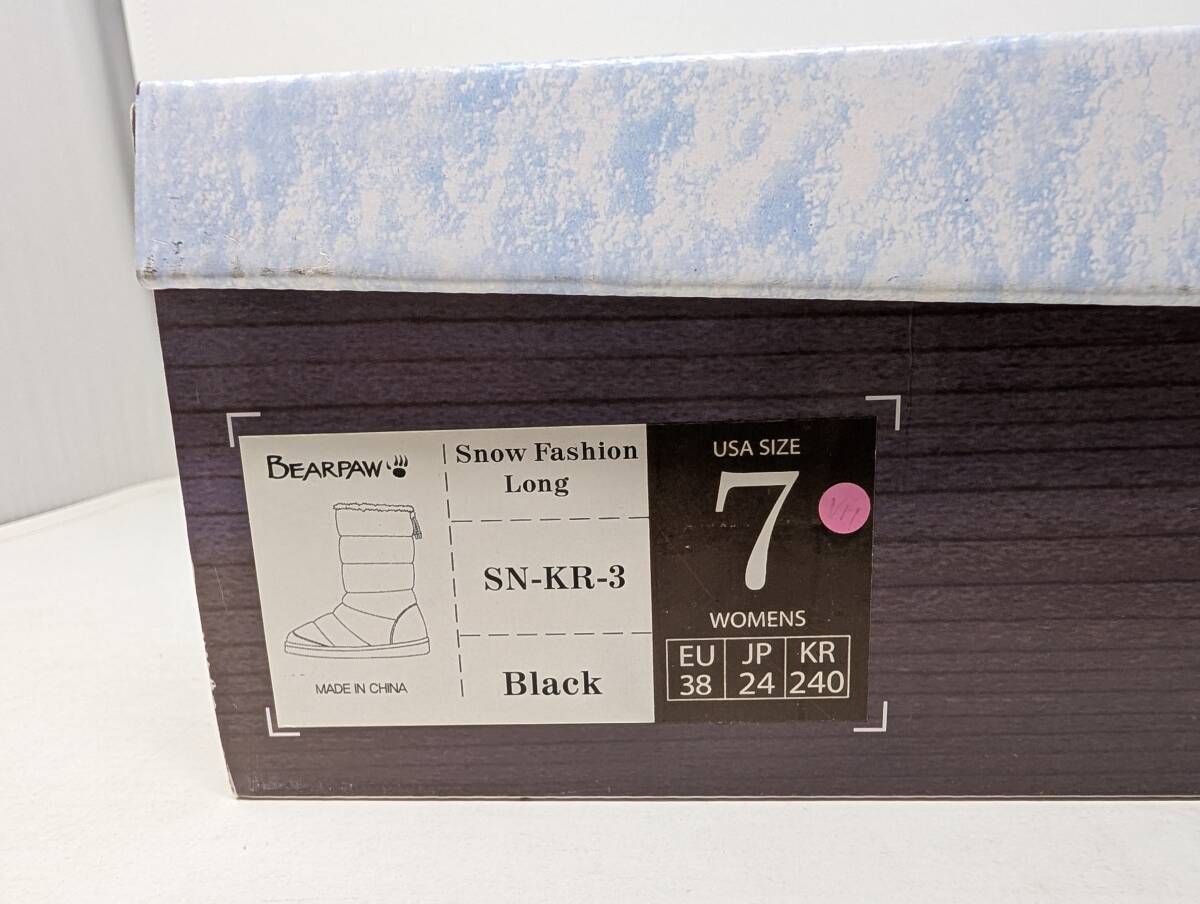 BEARPAW
MADE IN CHINA
Snow Fashion
Long
SN-KR-3
Black
USA SIZE
7
WOMENS
EU JP KR
38 24 240